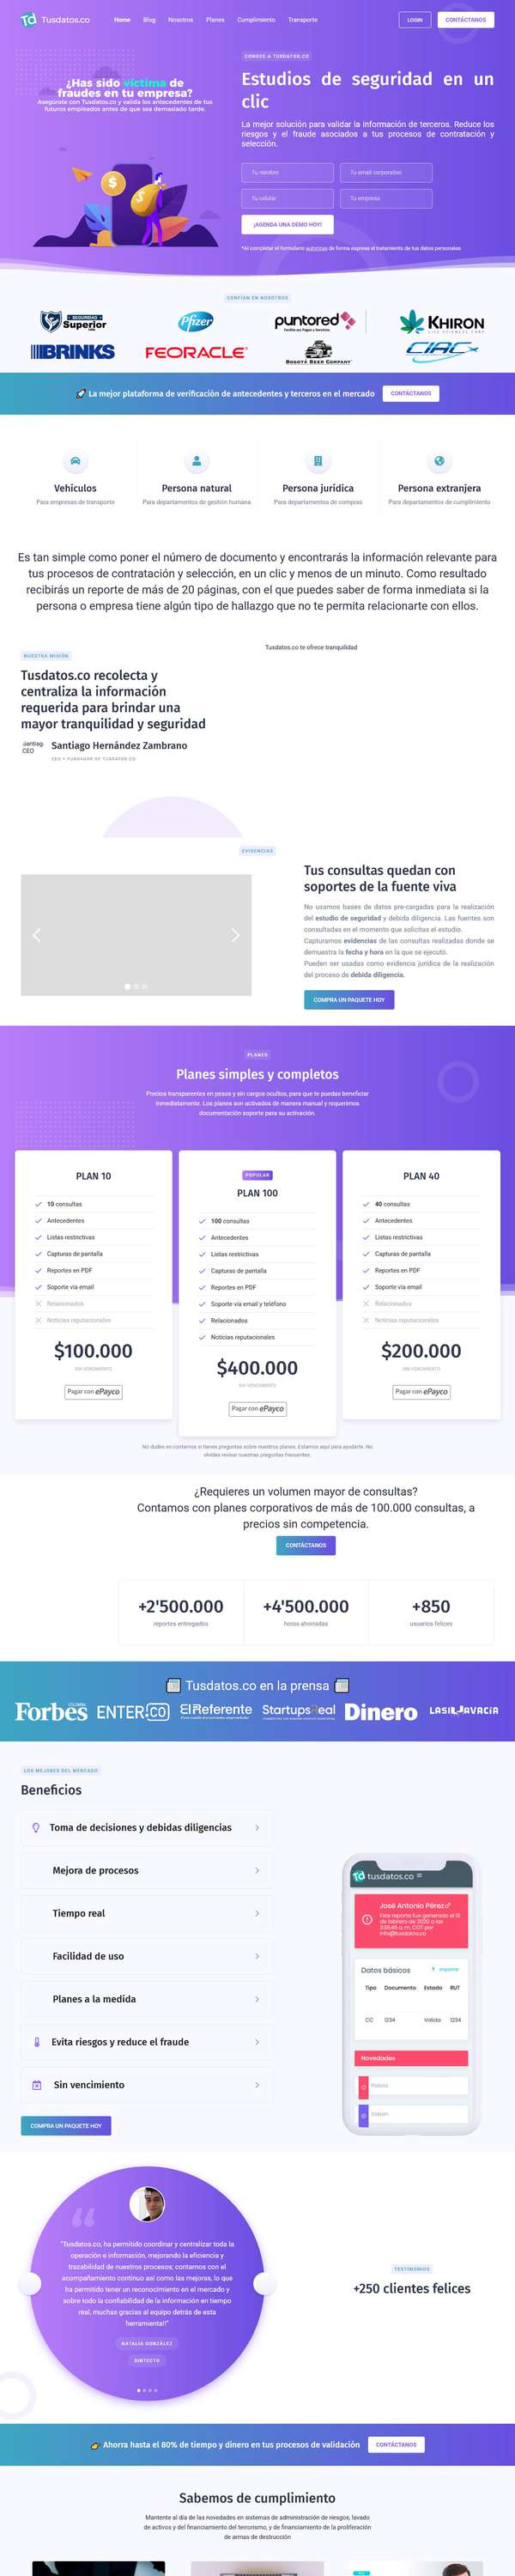 Tusdatos.co
Home Blog Nosotros Planes Cumplimiento Transporte
LOGIN CONTÁCTANOS
¿Has sido víctima de
fraudes en tu empresa?
Asegúrate con Tusdatos.co y valida los antecedentes de tus
futuros empleados antes de que sea demasiado tarde.
CONOCE A TUSDATOS.CO
Estudios de seguridad en un
clic
La mejor solución para validar la información de terceros. Reduce los
riesgos y el fraude asociados a tus procesos de contratación y
selección.
Tu nombre Tu email corporativo
Tu celular Tu empresa
¡AGENDA UNA DEMO HOY!
*Al completar el formulario autorizas de forma expresa el tratamiento de tus datos personales
CONFÍAN EN NOSOTROS
SEGURIDAD
Superior
Pfizer
puntored
KHIRON
BRINKS
FEORACLE
BOGOTÁ BEER COMPANY
CIAC
La mejor plataforma de verificación de antecedentes y terceros en el mercado CONTÁCTANOS
Vehículos
Para empresas de transporte
Persona natural
Para departamentos de gestión humana
Persona jurídica
Para departamentos de compras
Persona extranjera
Para departamentos de cumplimiento
Es tan simple como poner el número de documento y encontrarás la información relevante para
tus procesos de contratación y selección, en un clic y menos de un minuto. Como resultado
recibirás un reporte de más de 20 páginas, con el que puedes saber de forma inmediata si la
persona o empresa tiene algún tipo de hallazgo que no te permita relacionarte con ellos.
NUESTRA MISIÓN
Tusdatos.co recolecta y
centraliza la información
requerida para brindar una
mayor tranquilidad y seguridad
Santiago Hernández Zambrano
CEO Y FUNDADOR DE TUSDATOS.CO
CEO
Tusdatos.co te ofrece tranquilidad
EVIDENCIAS
Tus consultas quedan con
soportes de la fuente viva
No usamos bases de datos pre-cargadas para la realización
del estudio de seguridad y debida diligencia. Las fuentes son
consultadas en el momento que solicitas el estudio.
Capturamos evidencias de las consultas realizadas donde se
demuestra la fecha y hora en la que se ejecutó.
Pueden ser usadas como evidencia jurídica de la realización
del proceso de debida diligencia.
COMPRA UN PAQUETE HOY
PLANES
Planes simples y completos
Precios transparentes en pesos y sin cargos ocultos, para que te puedas beneficiar
inmediatamente. Los planes son activados de manera manual y requerimos
documentación soporte para su activación.
PLAN 10
10 consultas
Antecedentes
Listas restrictivas
Capturas de pantalla
Reportes en PDF
Soporte vía email
Relacionados
Noticias reputacionales
$100.000
SIN VENCIMIENTO
Pagar con ePayco
POPULAR
PLAN 100
100 consultas
Antecedentes
Listas restrictivas
Capturas de pantalla
Reportes en PDF
Soporte vía email y teléfono
Relacionados
Noticias reputacionales
$400.000
SIN VENCIMIENTO
Pagar con ePayco
PLAN 40
40 consultas
Antecedentes
Listas restrictivas
Capturas de pantalla
Reportes en PDF
Soporte vía email
Relacionados
Noticias reputacionales
$200.000
SIN VENCIMIENTO
Pagar con ePayco
No dudes en contarnos si tienes preguntas sobre nuestros planes. Estamos aquí para ayudarte. No
olvides revisar nuestras preguntas frecuentes.
¿Requieres un volumen mayor de consultas?
Contamos con planes corporativos de más de 100.000 consultas, a
precios sin competencia.
CONTÁCTANOS
+2'500.000
reportes entregados
+4'500.000
horas ahorradas
+850
usuarios felices
Tusdatos.co en la prensa
Forbes ENTER.CO ElReferente Dinero
LOS MEJORES DEL MERCADO
Beneficios
Toma de decisiones y debidas diligencias
Mejora de procesos
Tiempo real
Facilidad de uso
Planes a la medida
Evita riesgos y reduce el fraude
Sin vencimiento
COMPRA UN PAQUETE HOY
tusdatos.co
José Antonio Pérez
Este reporte fue generado el 15
de febrero de 2020 a las
info@tusdatos.co
Datos básicos Imprimir
Tipo Documento Estado RUT
CC 1234 Valida 1234
Novedades
Policía
"Tusdatos.co, ha permitido coordinar y centralizar toda la
operación e información, mejorando la eficiencia y
trazabilidad de nuestros procesos; contamos con el
acompañamiento continuo así como las mejoras, lo que
ha permitido tener un reconocimiento en el mercado y
sobre todo la confiabilidad de la información en tiempo
real, muchas gracias al equipo detrás de esta
herramienta!"
NATALIA GONZÁLEZ
SINTECTO
TESTIMONIOS
+250 clientes felices
Ahorra hasta el 80% de tiempo y dinero en tus procesos de validación CONTÁCTANOS
Sabemos de cumplimiento
Mantente al día de las novedades en sistemas de administración de riesgos, lavado
de activos y del financiamiento del terrorismo, y de financiamiento de la proliferación
de armas de destrucción